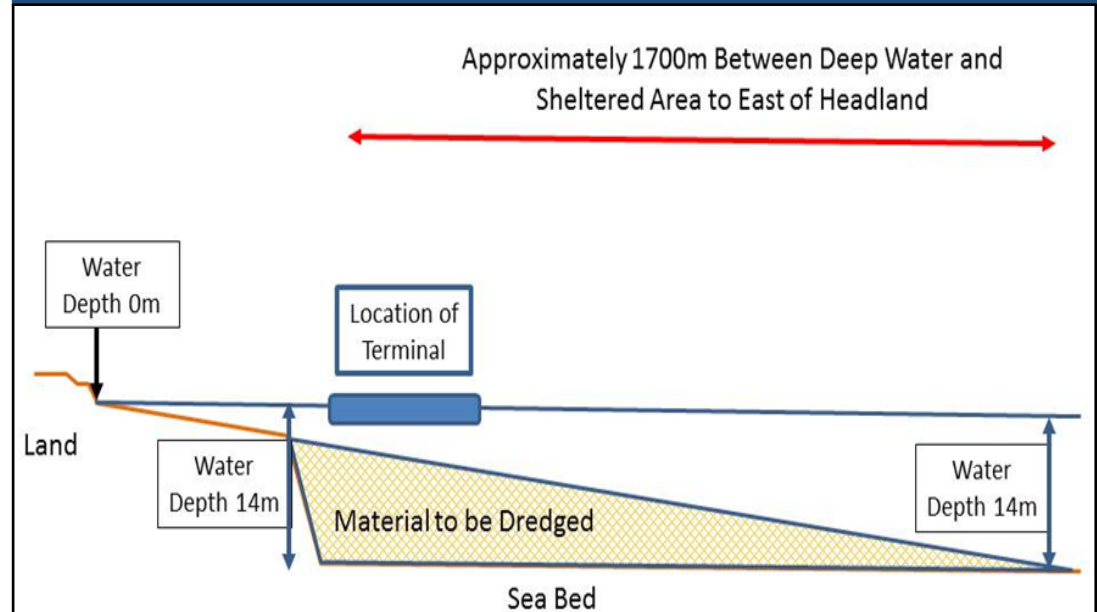 Approximately 1700m Between Deep Water and
Sheltered Area to East of Headland
Water
Depth 0m
Location of
Terminal
Land
Water
Depth 14m
Water
Depth 14m
Material to be Dredged
Sea Bed